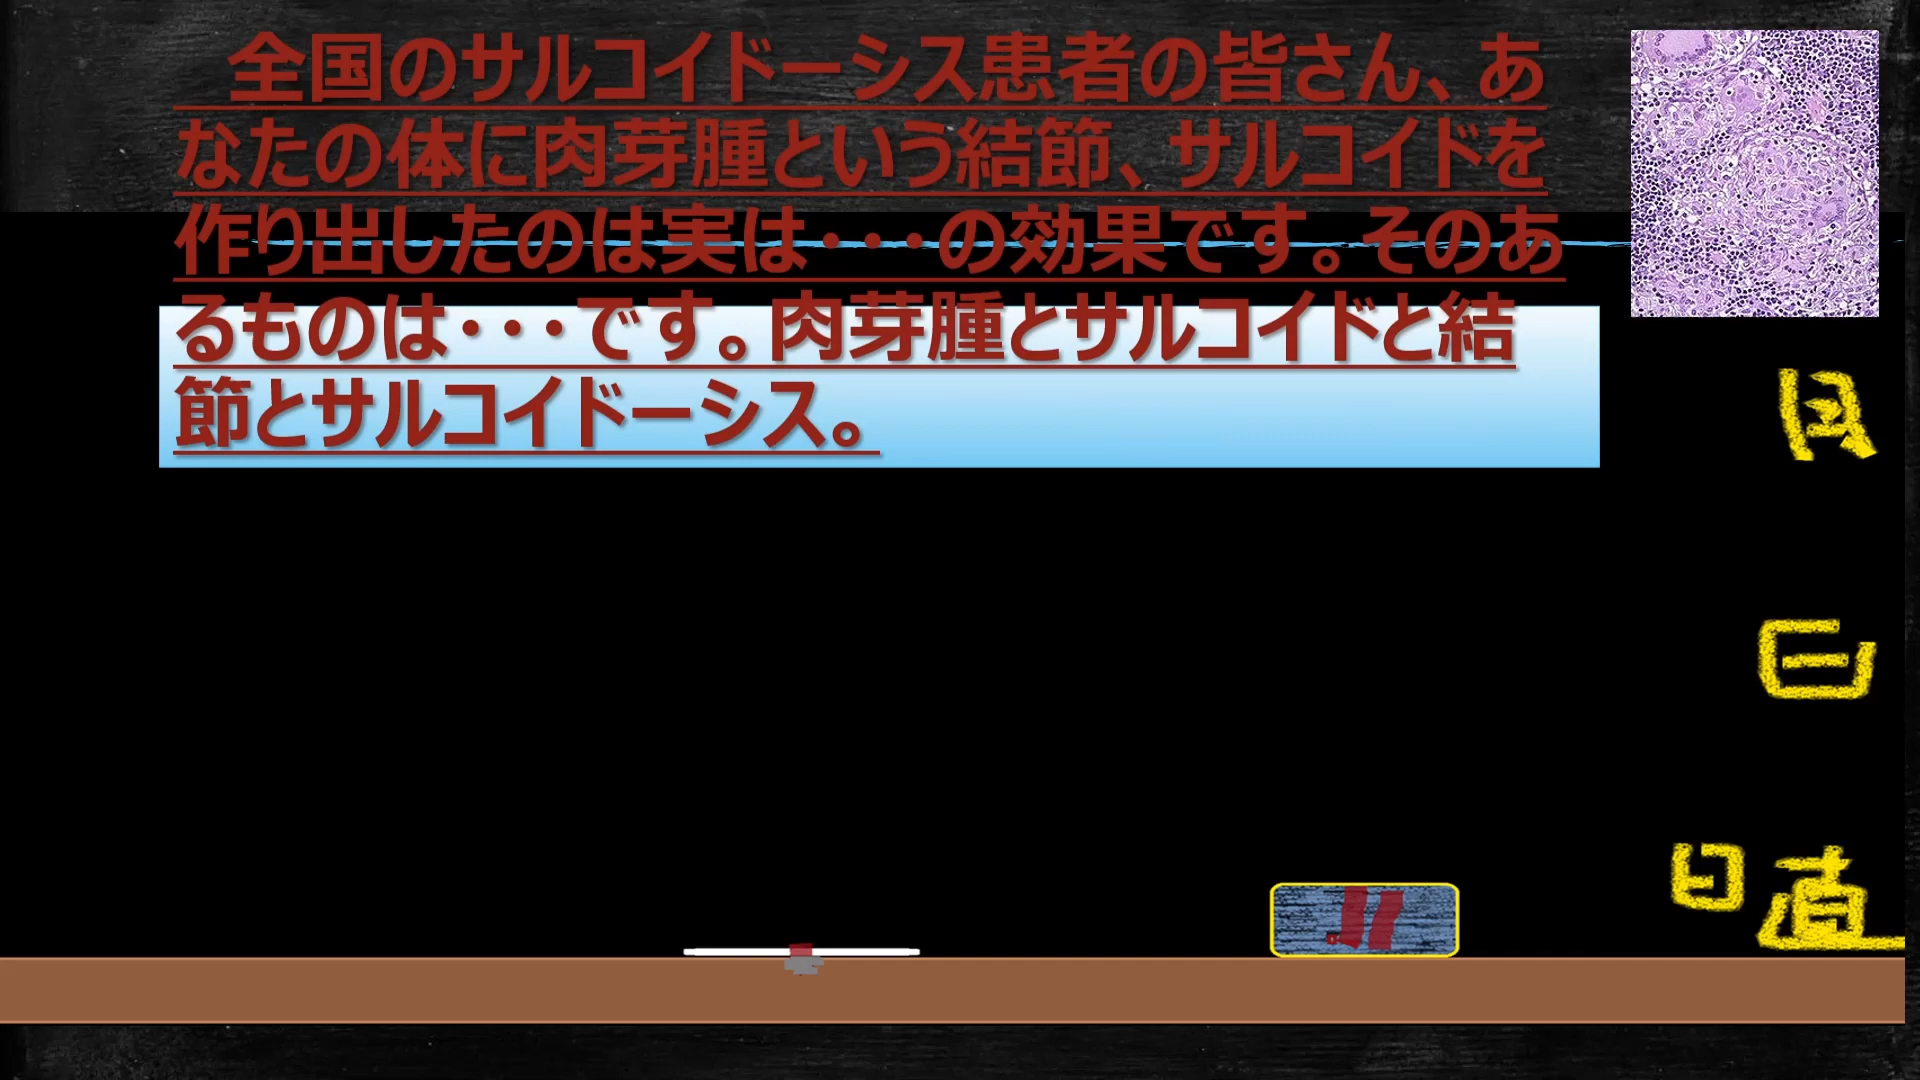 全国のサルコイドーシス患者の皆さん、あ
なたの体に肉芽腫という結節、サルコイドを
作り出したのは実は・・・の効果です。そのあ
るものは・・・です。肉芽腫とサルコイドと結
節とサルコイドーシス。
月
日
日直